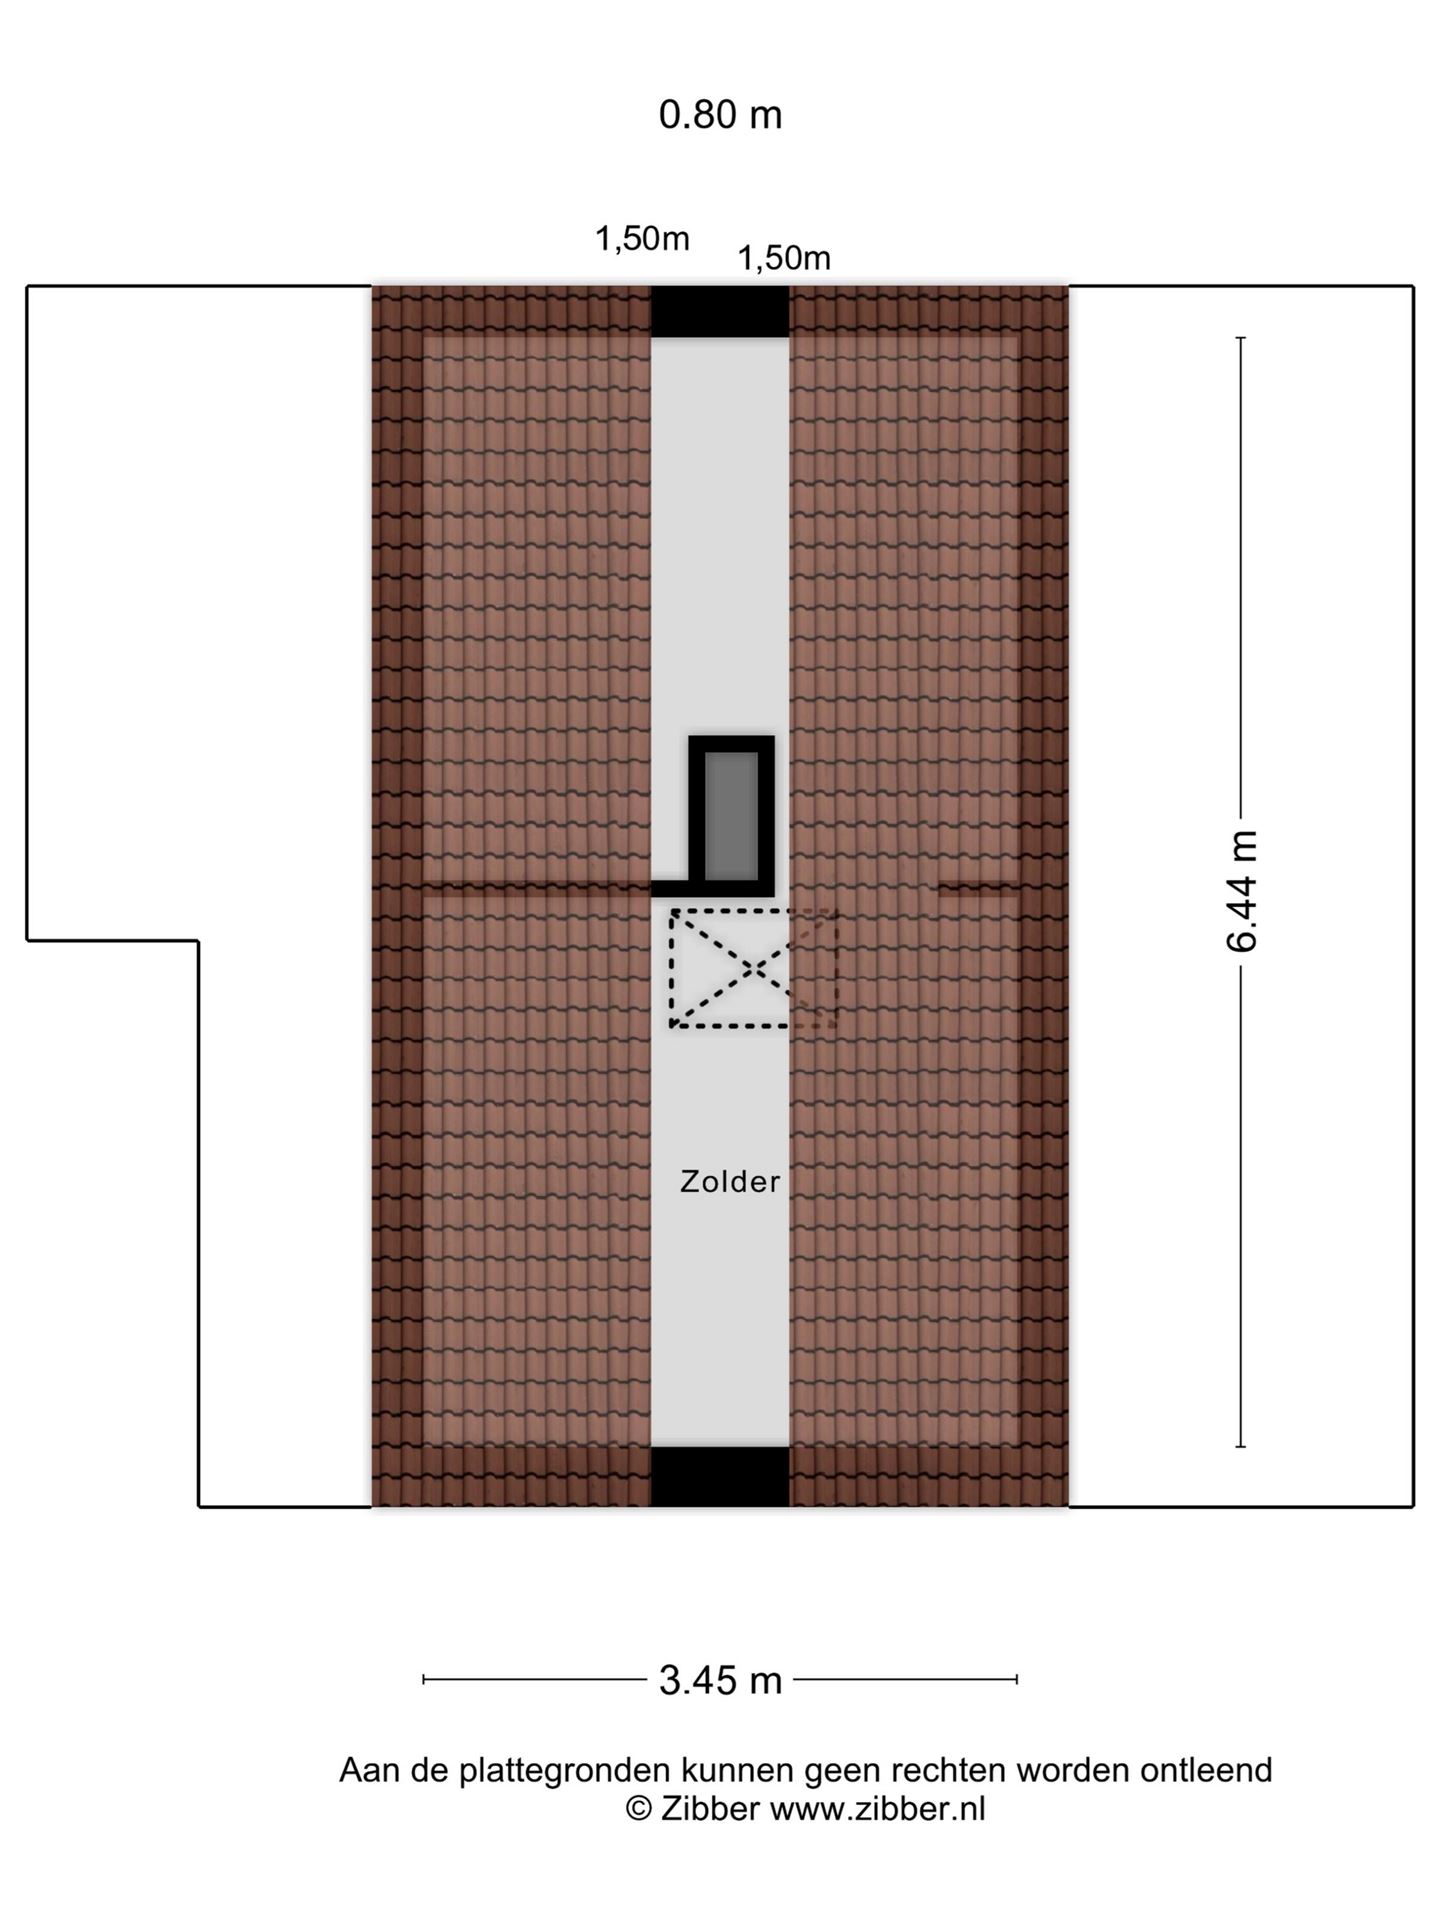 0.80 m
1,50m
1,50m
6.44 m
Zolder
3.45 m
Aan de plattegronden kunnen geen rechten worden ontleend
© Zibber www.zibber.nl